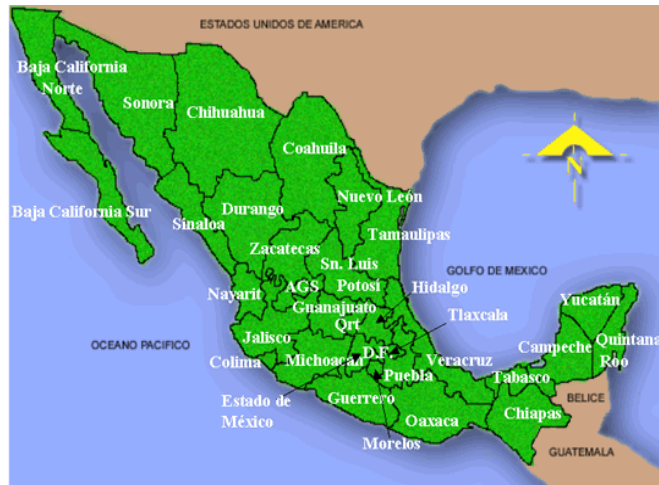 ESTADOS UNIDOS DE AMERICA
Baja California
Norte
Sonora
Chihuahua
Coahuila
N
Nuevo León
Baja California Sur
Durango
Sinaloa
Tamaulipas
Zacatecas
Sn. Luis
Potosí
GOLFO DE MEXICO
Hidalgo
Nayarit
AGS
Guanajuato
Qrt
Tlaxcala
Yucatán
OCEANO PACIFICO
Jalisco
Colima
Michoacan
D.F.
Veracruz
Campeche
Quintana
Roo
Puebla
Tabasco
Estado de
México
Guerrero
Oaxaca
Chiapas
BELICE
Morelos
GUATEMALA